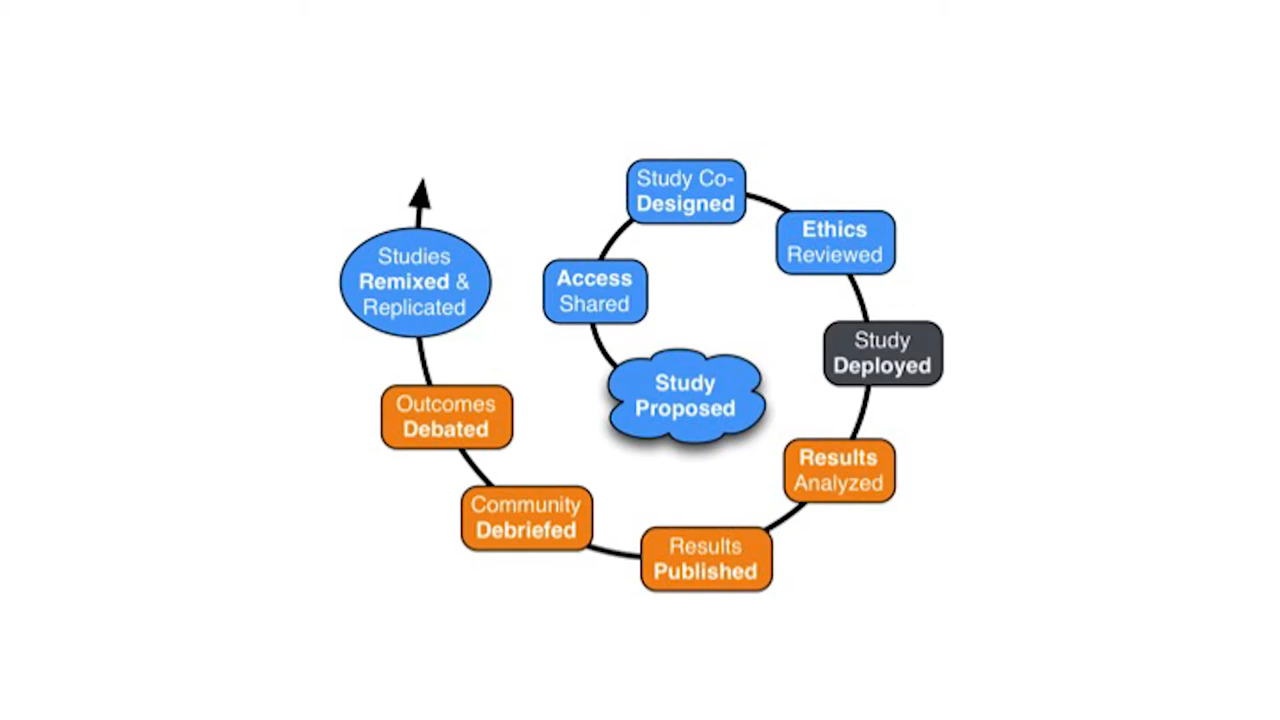 Study
Proposed
Access
Shared
Study Co-
Designed
Ethics
Reviewed
Study
Deployed
Results
Analyzed
Results
Published
Community
Debriefed
Outcomes
Debated
Studies
Remixed &
Replicated